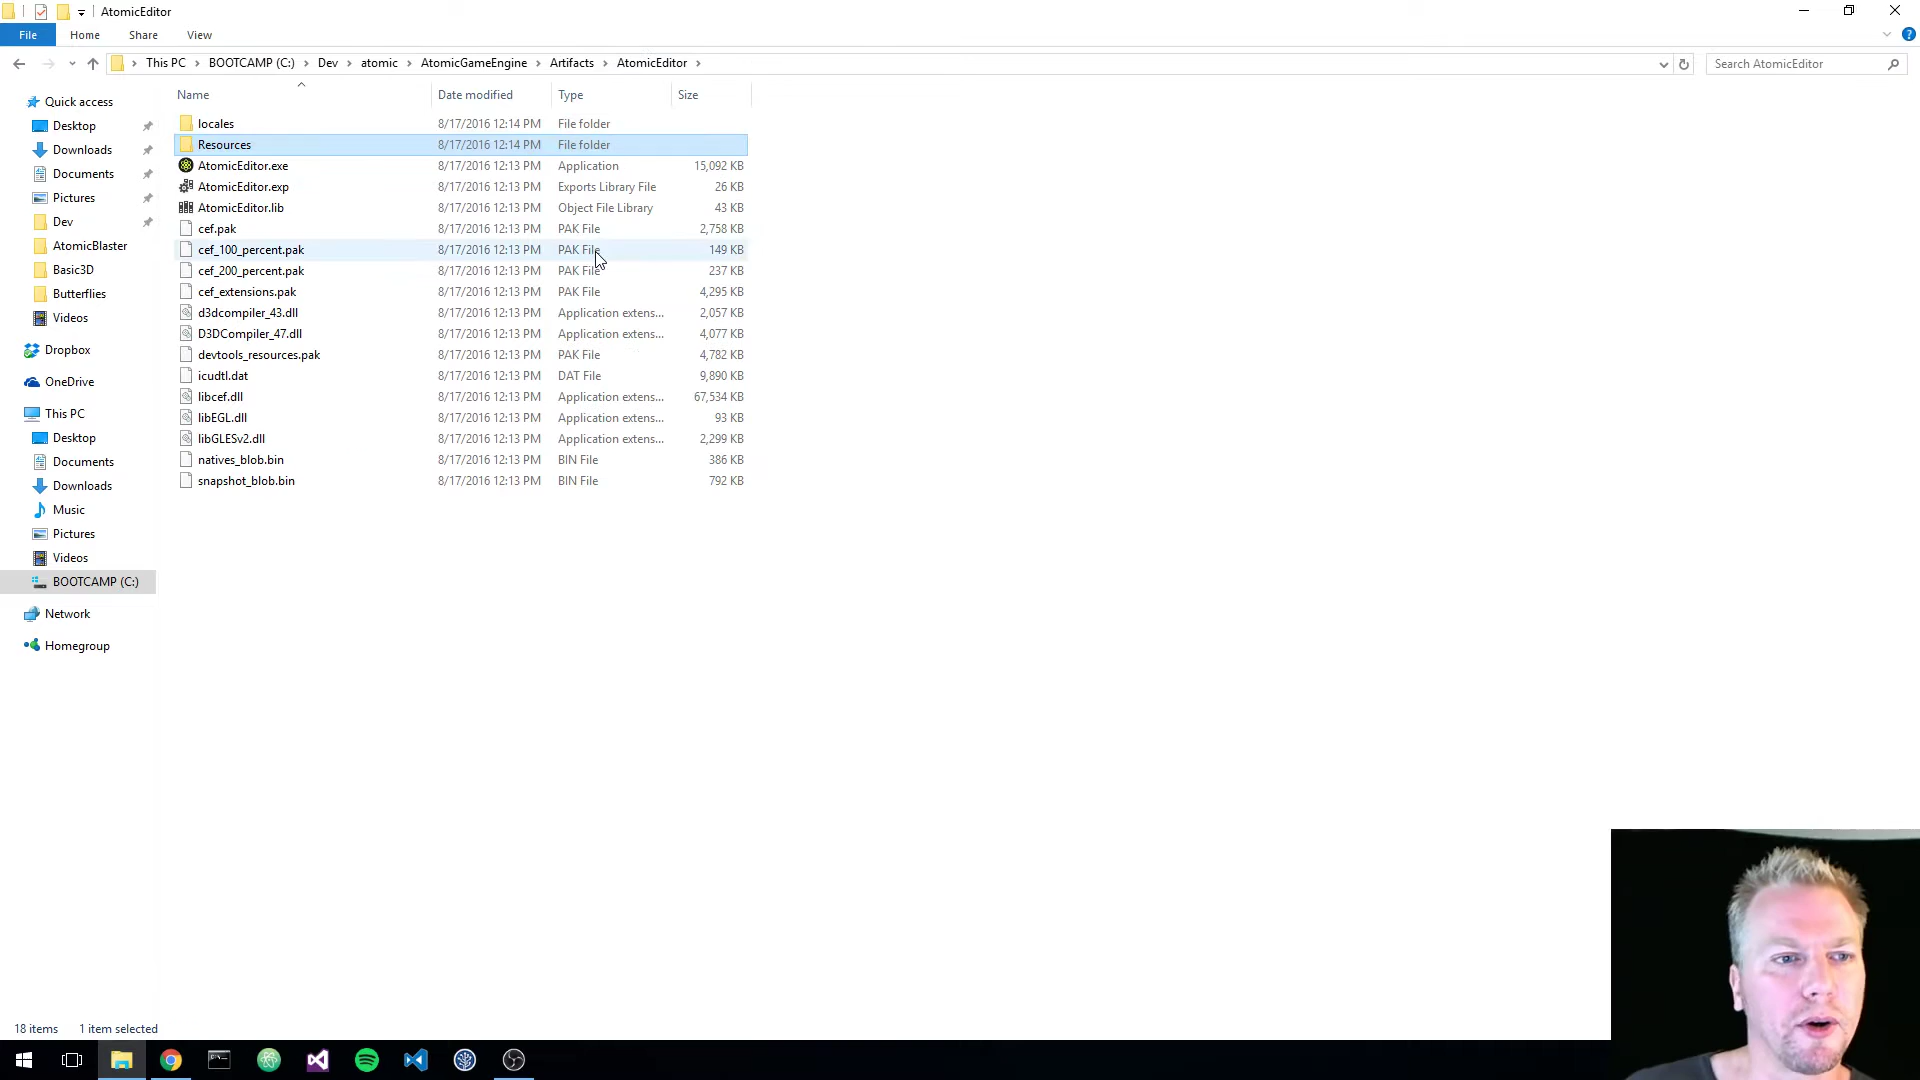 AtomicEditor
File Home Share View
This PC BOOTCAMP (C:) Dev atomic AtomicGameEngine Artifacts AtomicEditor Search AtomicEditor
Name Date modified Type Size
Quick access
Desktop
Downloads
Documents
Pictures
Dev
AtomicBlaster
Basic3D
Butterflies
Videos
Dropbox
OneDrive
This PC
Desktop
Documents
Downloads
Music
Pictures
Videos
BOOTCAMP (C:)
Network
Homegroup
locales 8/17/2016 12:14 PM File folder
Resources 8/17/2016 12:14 PM File folder
AtomicEditor.exe 8/17/2016 12:13 PM Application 15,092 KB
AtomicEditor.exp 8/17/2016 12:13 PM Exports Library File 26 KB
AtomicEditor.lib 8/17/2016 12:13 PM Object File Library 43 KB
cef.pak 8/17/2016 12:13 PM PAK File 2,758 KB
cef_100_percent.pak 8/17/2016 12:13 PM PAK File 149 KB
cef_200_percent.pak 8/17/2016 12:13 PM PAK File 237 KB
cef_extensions.pak 8/17/2016 12:13 PM PAK File 4,295 KB
d3dcompiler_43.dll 8/17/2016 12:13 PM Application extens... 2,057 KB
D3DCompiler_47.dll 8/17/2016 12:13 PM Application extens... 4,077 KB
devtools_resources.pak 8/17/2016 12:13 PM PAK File 4,782 KB
icudtl.dat 8/17/2016 12:13 PM DAT File 9,890 KB
libcef.dll 8/17/2016 12:13 PM Application extens... 67,534 KB
libEGL.dll 8/17/2016 12:13 PM Application extens... 93 KB
libGLESv2.dll 8/17/2016 12:13 PM Application extens... 2,299 KB
natives_blob.bin 8/17/2016 12:13 PM BIN File 386 KB
snapshot_blob.bin 8/17/2016 12:13 PM BIN File 792 KB
18 items 1 item selected